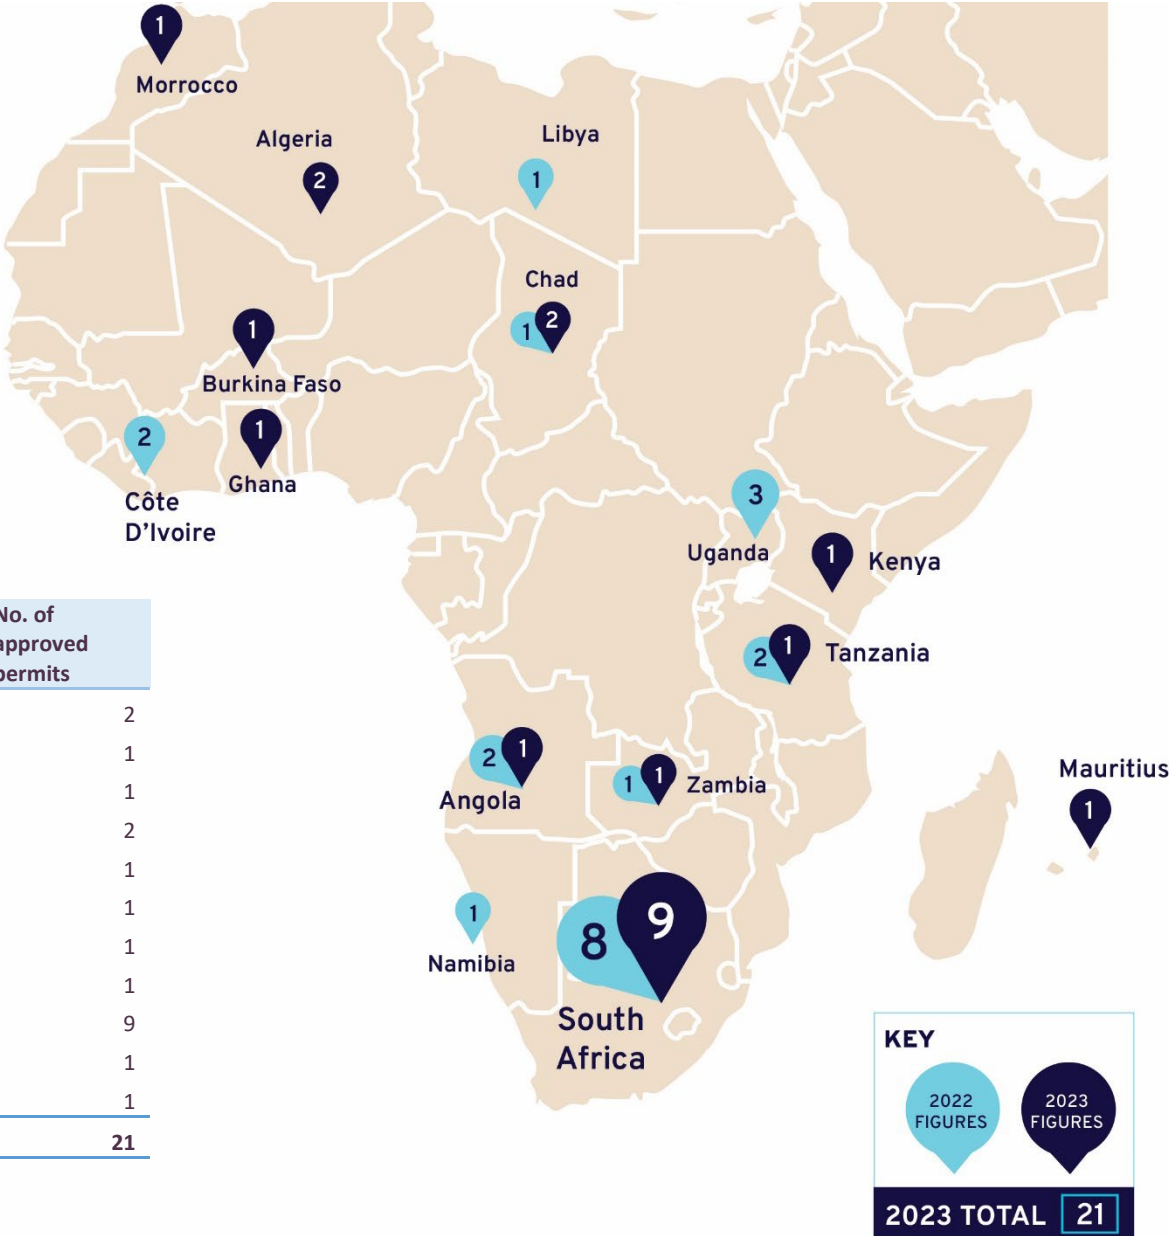 1
Morrocco
Algeria
2
Libya
1
Chad
1
2
1
Burkina Faso
2
1
Ghana
Côte
D'Ivoire
3
Uganda
1
Kenya
2
1
Tanzania
2
1
Angola
1
1
Zambia
Mauritius
1
1
Namibia
8
9
South
Africa
No. of
approved
permits
2
1
1
2
1
1
1
1
9
1
1
21
KEY
2022
FIGURES
2023
FIGURES
2023 TOTAL 21